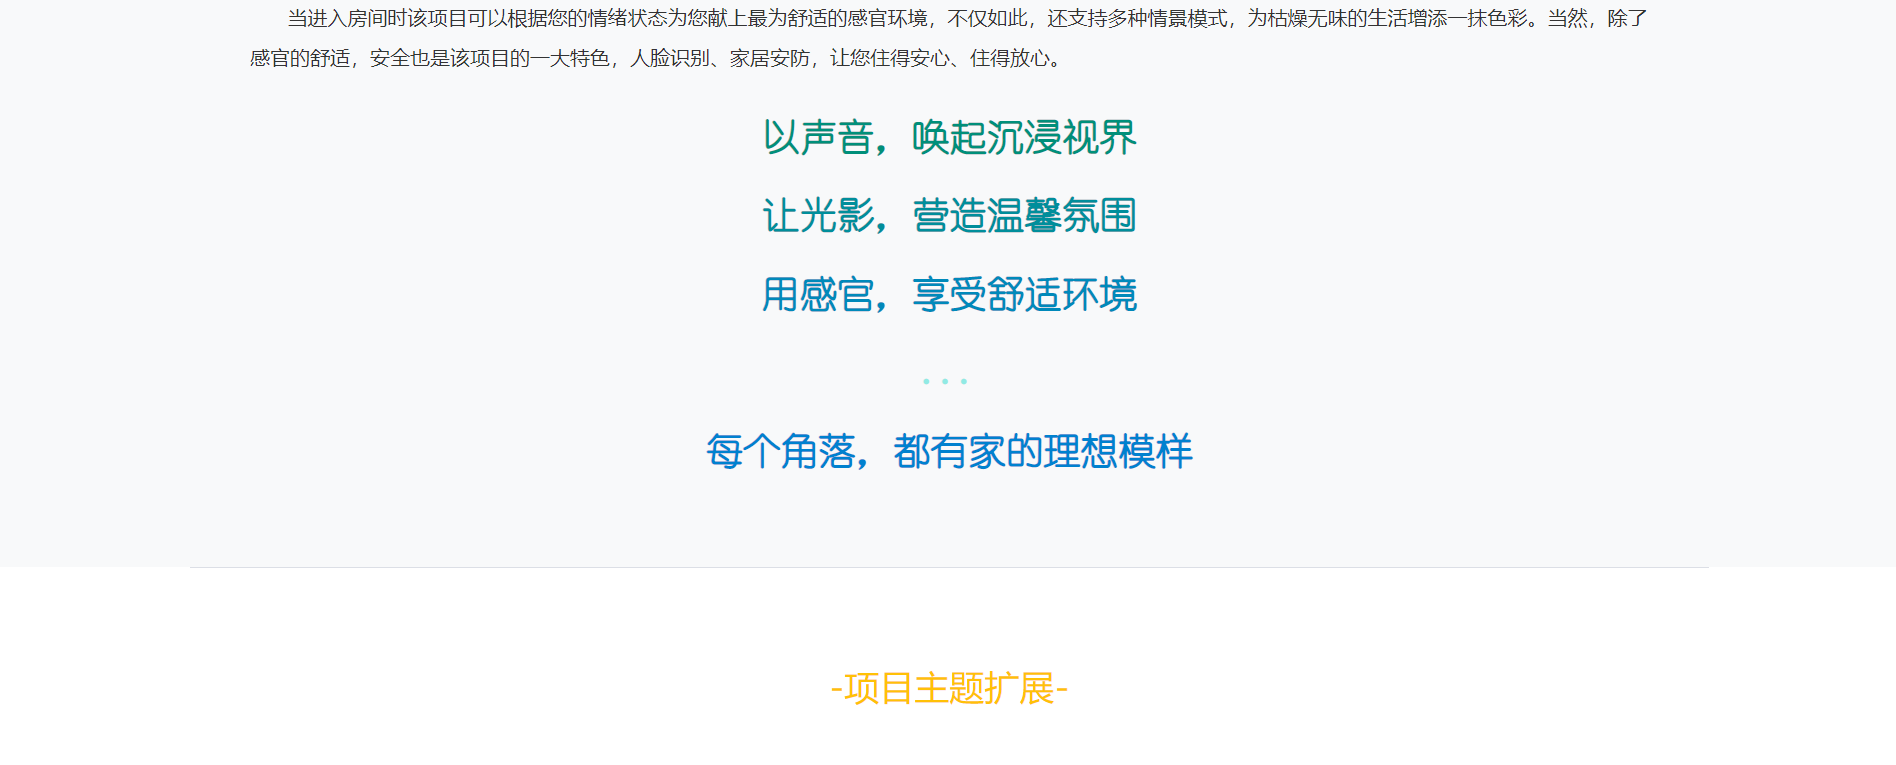 当进入房间时该项目可以根据您的情绪状态为您献上最为舒适的感官环境，不仅如此，还支持多种情景模式，为枯燥无味的生活增添一抹色彩。当然，除了
感官的舒适，安全也是该项目的一大特色，人脸识别、家居安防，让您住得安心、住得放心。
以声音，唤起沉浸视界
让光影，营造温馨氛围
用感官，享受舒适环境
···
每个角落，都有家的理想模样
-项目主题扩展-